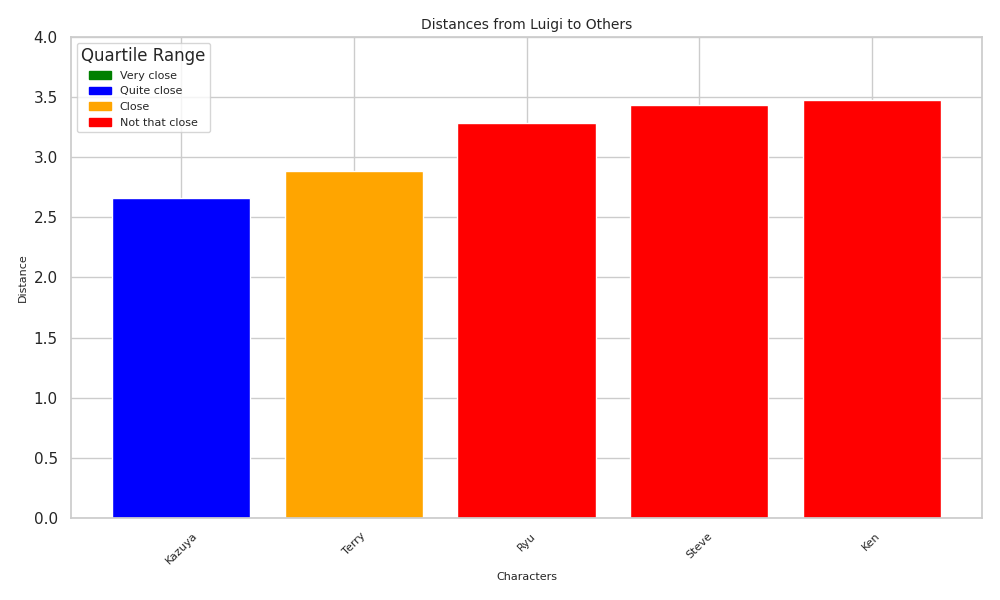 Distances from Luigi to Others
4.0
3.5
3.0
2.5
2.0
1.5
1.0
0.5
0.0
Distance
Quartile Range
Very close
Quite close
Close
Not that close
Kazuya
Terry
Ryu
Steve
Ken
Characters